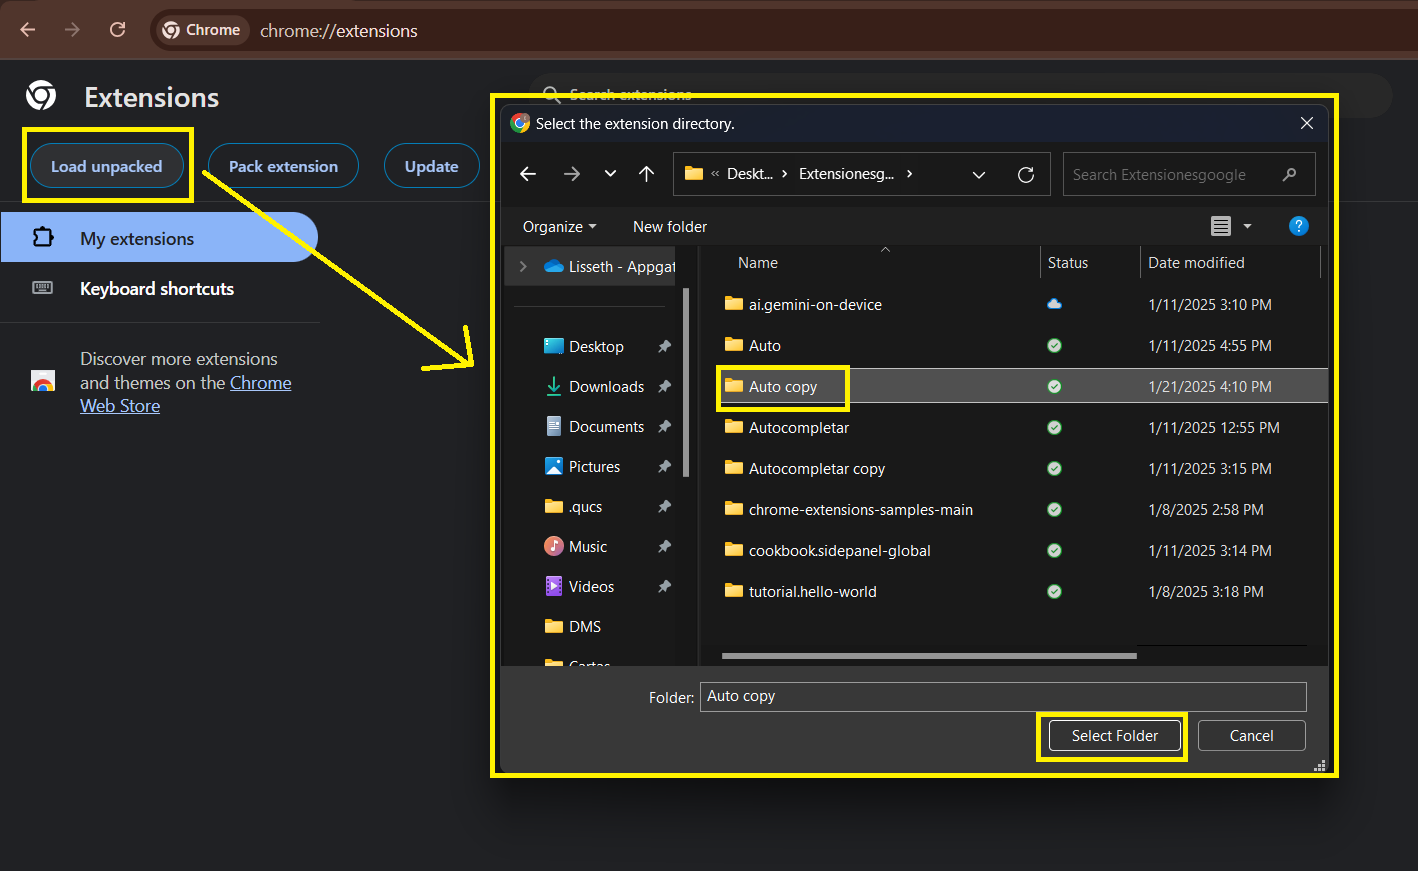 Chrome
chrome://extensions
Extensions
Search extensions
Load unpacked
Pack extension
Update
My extensions
Keyboard shortcuts
Discover more extensions
and themes on the Chrome
Web Store
Select the extension directory.
« Deskt... › Extensionesg... ›
Search Extensionesgoogle
Organize
New folder
Lisseth - Appgat
Desktop
Downloads
Documents
Pictures
.qucs
Music
Videos
DMS
Cartas
Name Status Date modified
ai.gemini-on-device 1/11/2025 3:10 PM
Auto 1/11/2025 4:55 PM
Auto copy 1/21/2025 4:10 PM
Autocompletar 1/11/2025 12:55 PM
Autocompletar copy 1/11/2025 3:15 PM
chrome-extensions-samples-main 1/8/2025 2:58 PM
cookbook.sidepanel-global 1/11/2025 3:14 PM
tutorial.hello-world 1/8/2025 3:18 PM
Folder: Auto copy
Select Folder
Cancel